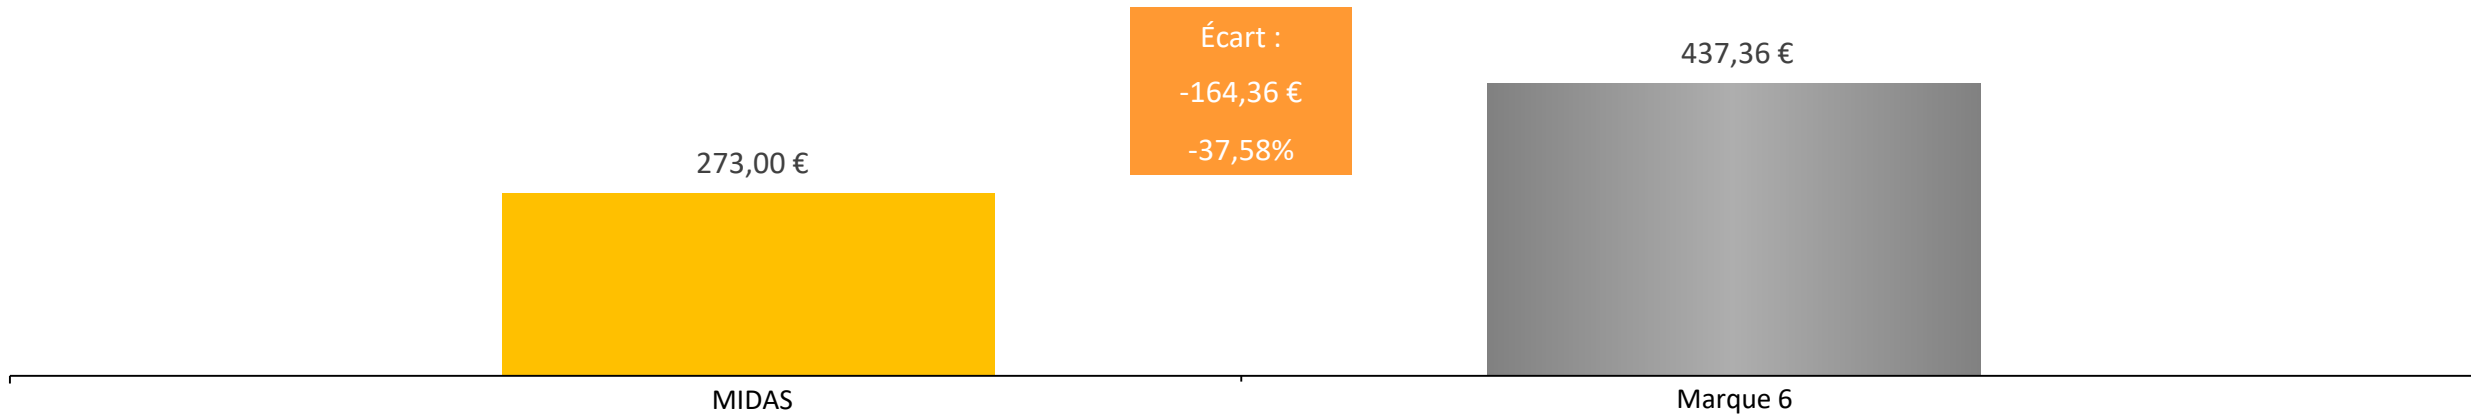 Écart :
-164,36 €
-37,58%
437,36 €
273,00 €
MIDAS
Marque 6